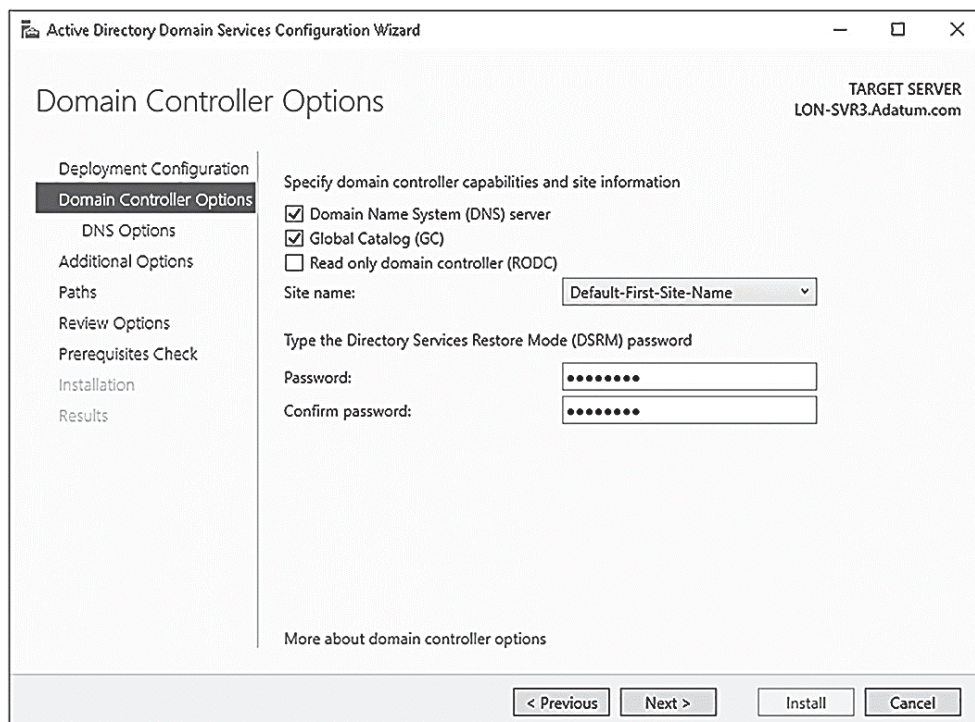 Active Directory Domain Services Configuration Wizard
Domain Controller Options
TARGET SERVER
LON-SVR3.Adatum.com
Deployment Configuration
Domain Controller Options
DNS Options
Additional Options
Paths
Review Options
Prerequisites Check
Installation
Results
Specify domain controller capabilities and site information
Domain Name System (DNS) server
Global Catalog (GC)
Read only domain controller (RODC)
Site name: Default-First-Site-Name
Type the Directory Services Restore Mode (DSRM) password
Password: ••••••••
Confirm password: ••••••••
More about domain controller options
< Previous Next > Install Cancel